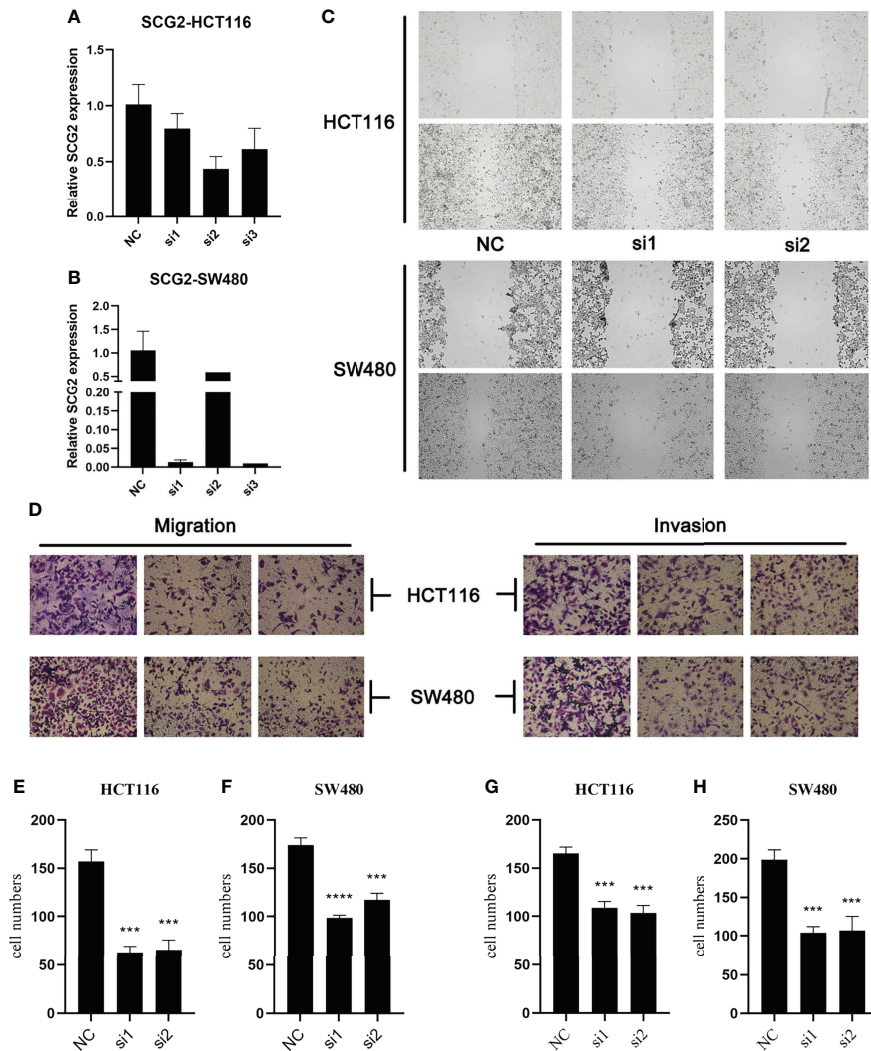 A
SCG2-HCT116
Relative SCG2 expression
1.5
1.0
0.5
0.0
NC
si1
si2
si3
B
SCG2-SW480
Relative SCG2 expression
2.0
1.5
1.0
0.5
0.20
0.15
0.10
0.05
0.00
NC
si1
si2
si3
C
HCT116
NC
si1
si2
SW480
D
Migration
Invasion
HCT116
SW480
E
HCT116
cell numbers
200
150
100
50
0
***
***
NC
si1
si2
F
SW480
cell numbers
200
150
100
50
0
****
***
NC
si1
si2
G
HCT116
cell numbers
200
150
100
50
0
***
***
NC
si1
si2
H
SW480
cell numbers
250
200
150
100
50
0
***
***
NC
si1
si2